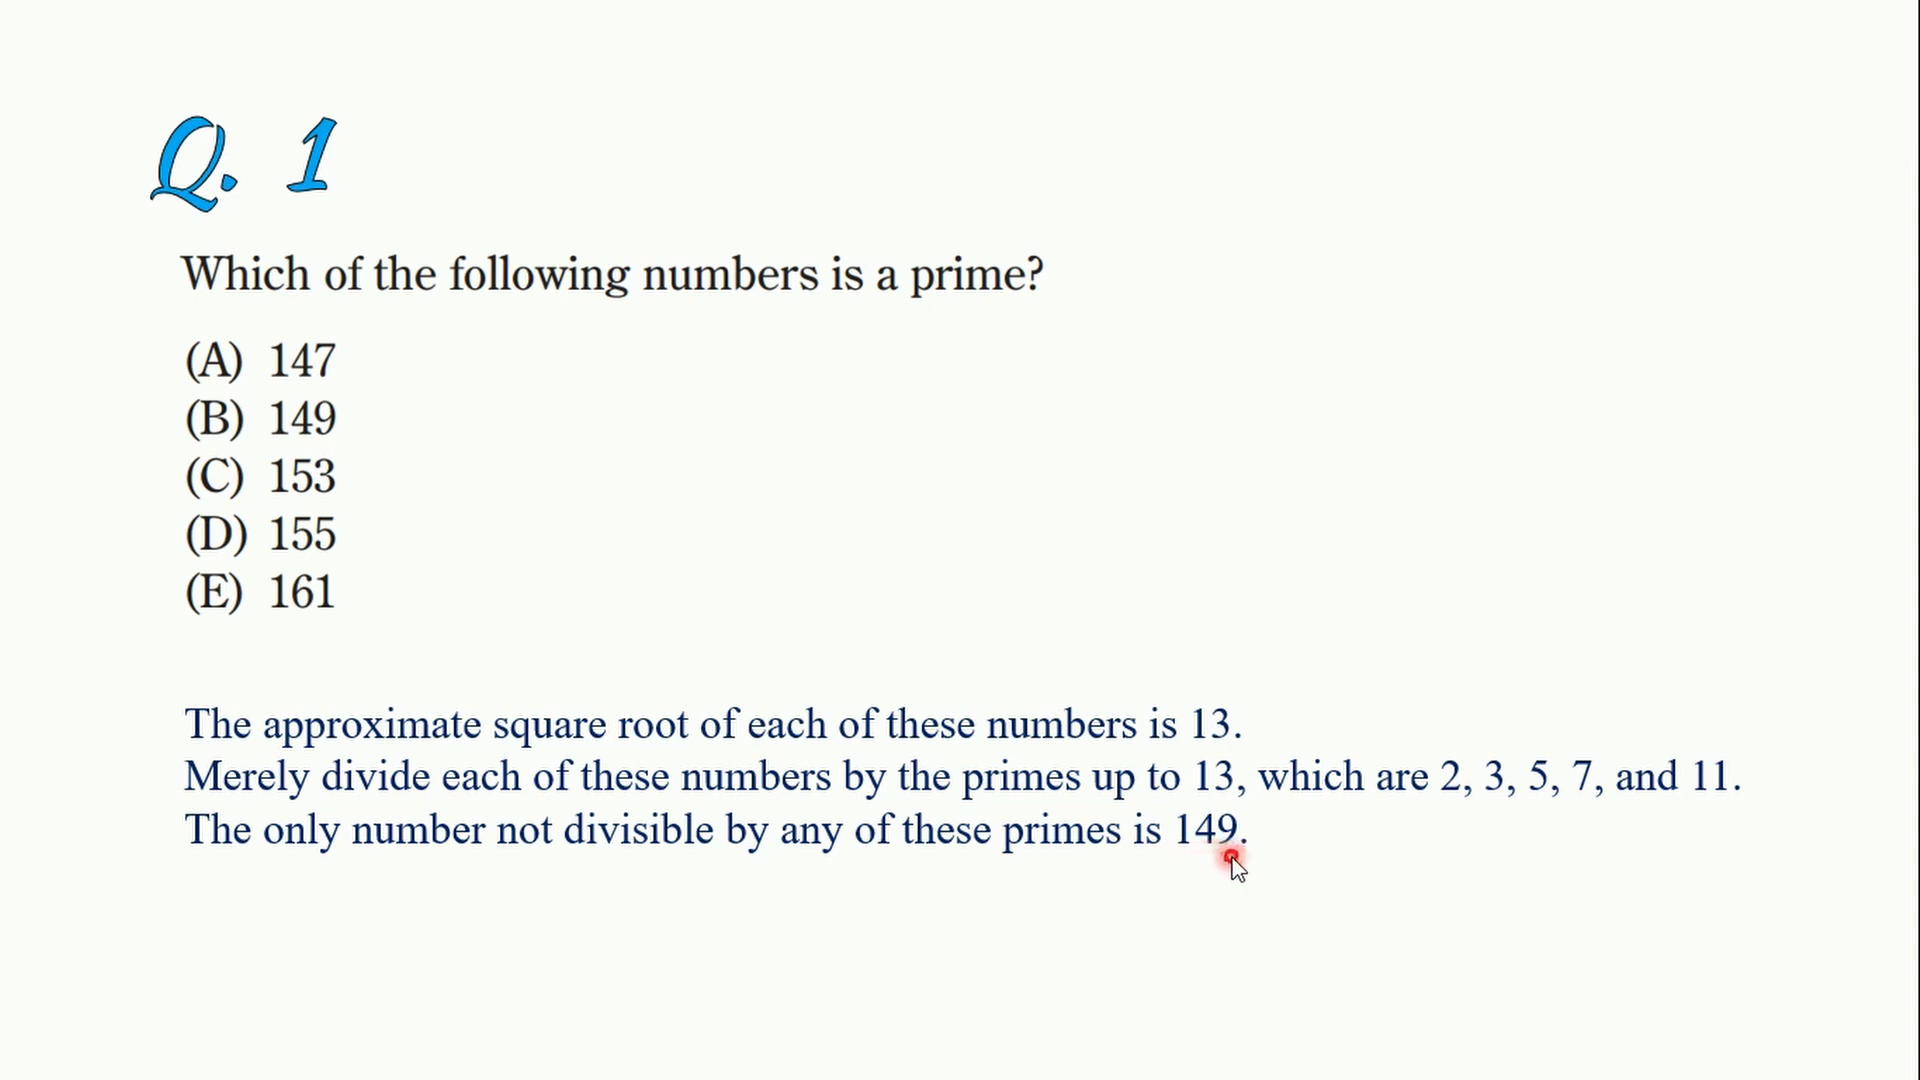 Q. 1
Which of the following numbers is a prime?
(A) 147
(B) 149
(C) 153
(D) 155
(E) 161
The approximate square root of each of these numbers is 13.
Merely divide each of these numbers by the primes up to 13, which are 2, 3, 5, 7, and 11.
The only number not divisible by any of these primes is 149.